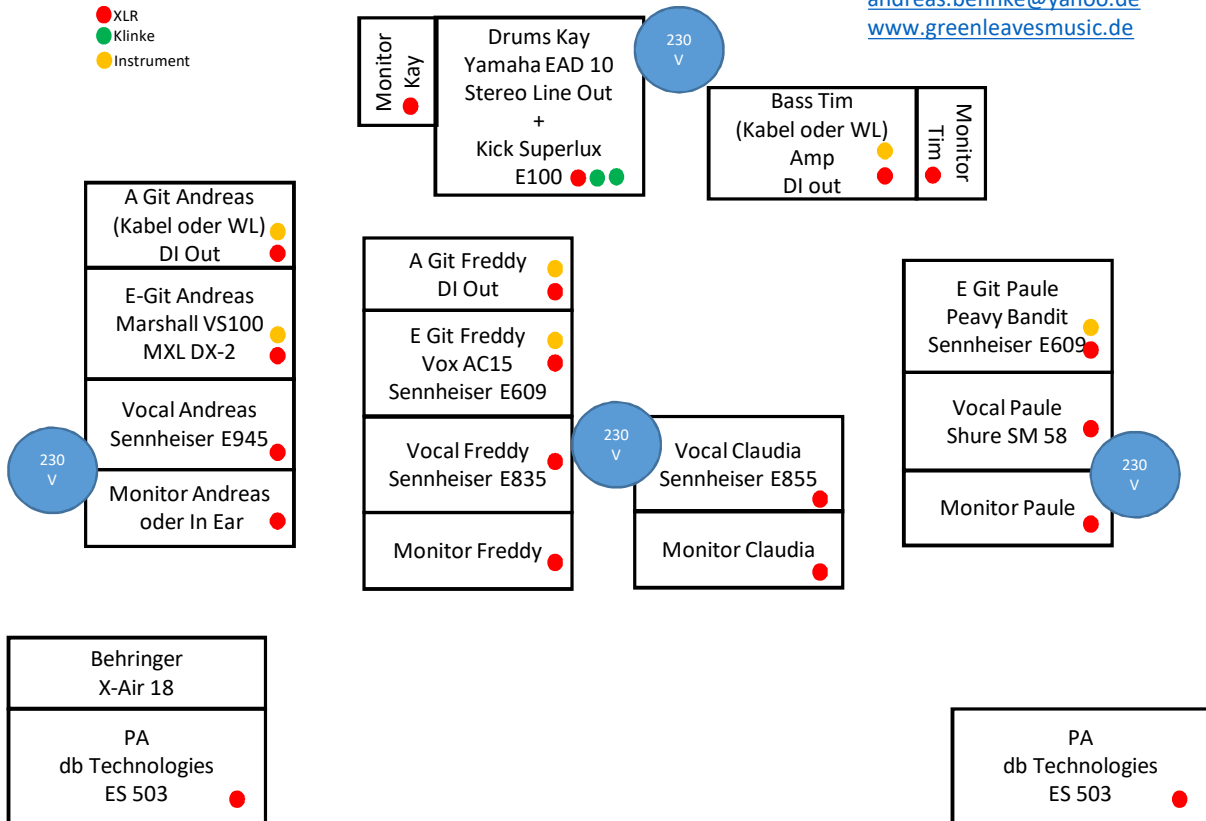 XLR
Klinke
Instrument
www.greenleavesmusic.de
Monitor
Kay
Drums Kay
Yamaha EAD 10
Stereo Line Out
+
Kick Superlux
E100
230
V
Bass Tim
(Kabel oder WL)
Amp
DI out
Monitor
Tim
A Git Andreas
(Kabel oder WL)
DI Out
E-Git Andreas
Marshall VS100
MXL DX-2
Vocal Andreas
Sennheiser E945
230
V
Monitor Andreas
oder In Ear
A Git Freddy
DI Out
E Git Freddy
Vox AC15
Sennheiser E609
Vocal Freddy
Sennheiser E835
Monitor Freddy
230
V
Vocal Claudia
Sennheiser E855
Monitor Claudia
E Git Paule
Peavy Bandit
Sennheiser E609
Vocal Paule
Shure SM 58
230
V
Monitor Paule
Behringer
X-Air 18
PA
db Technologies
ES 503
PA
db Technologies
ES 503